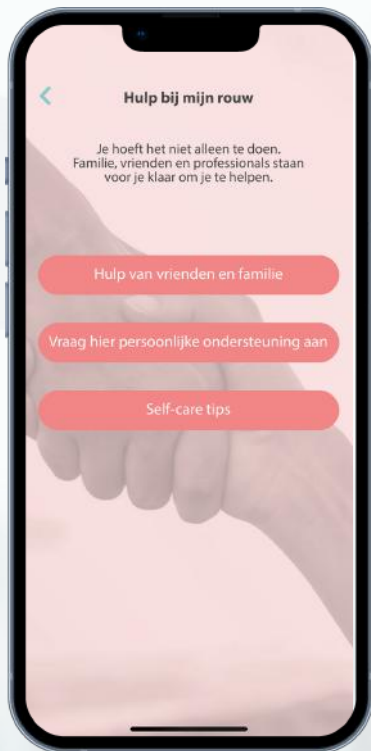 Hulp bij mijn rouw
Je hoeft het niet alleen te doen.
Familie, vrienden en professionals staan
voor je klaar om je te helpen.
Hulp van vrienden en familie
Vraag hier persoonlijke ondersteuning aan
Self-care tips